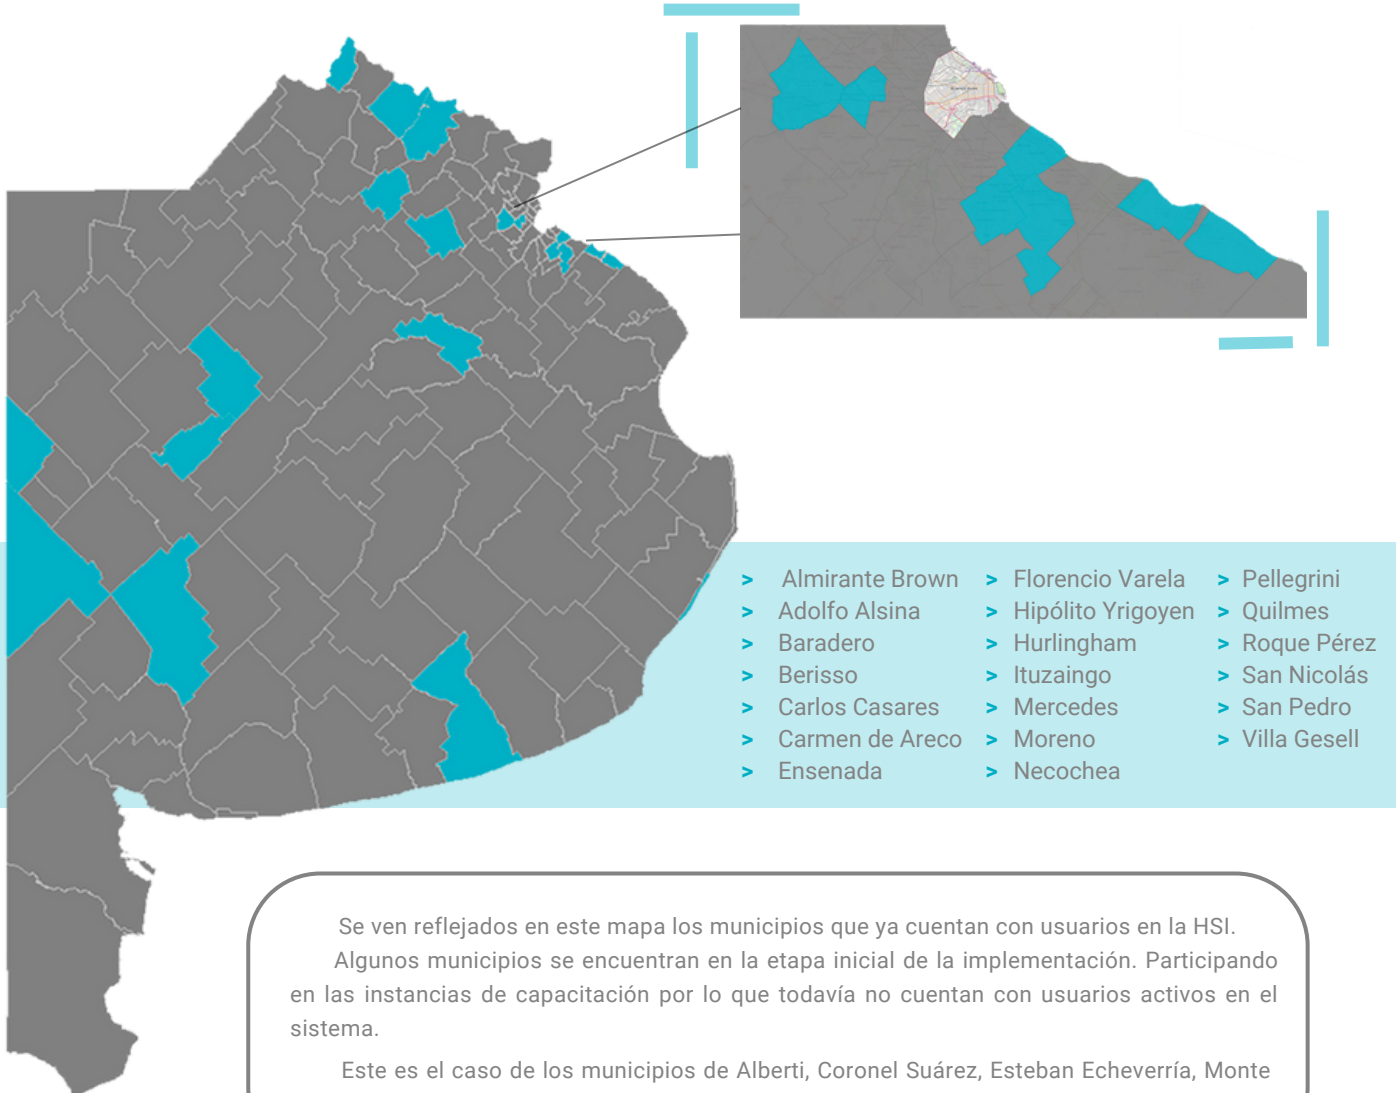 > Almirante Brown
> Adolfo Alsina
> Baradero
> Berisso
> Carlos Casares
> Carmen de Areco
> Ensenada
> Florencio Varela
> Hipólito Yrigoyen
> Hurlingham
> Ituzaingo
> Mercedes
> Moreno
> Necochea
> Pellegrini
> Quilmes
> Roque Pérez
> San Nicolás
> San Pedro
> Villa Gesell
Se ven reflejados en este mapa los municipios que ya cuentan con usuarios en la HSI.
Algunos municipios se encuentran en la etapa inicial de la implementación. Participando
en las instancias de capacitación por lo que todavía no cuentan con usuarios activos en el
sistema.
Este es el caso de los municipios de Alberti, Coronel Suárez, Esteban Echeverría, Monte